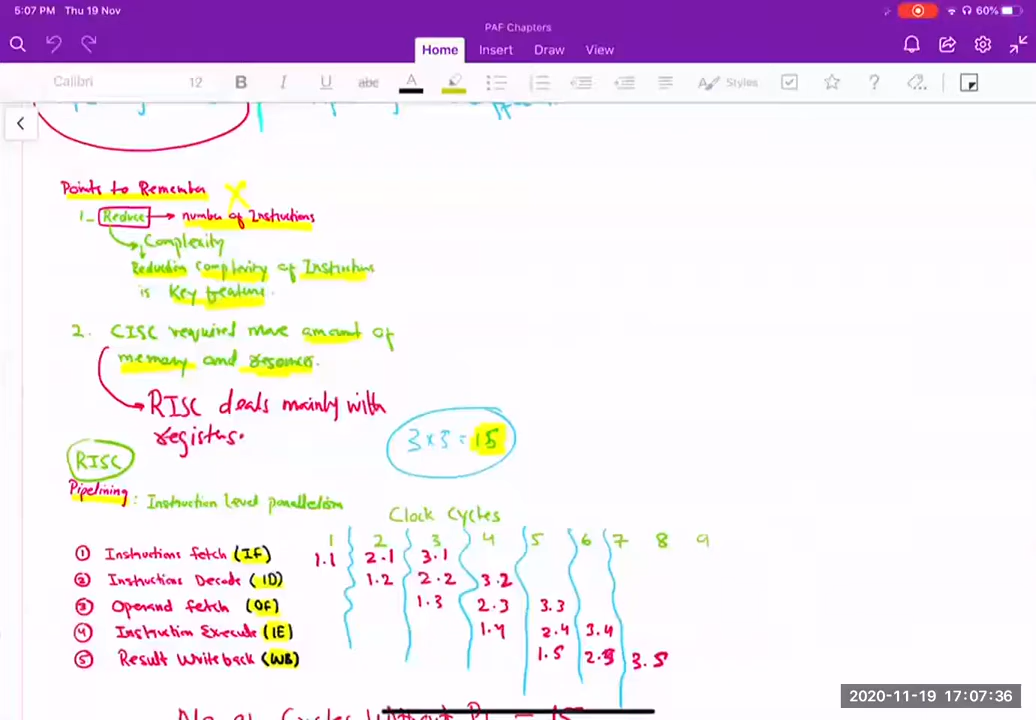 5:07 PM Thu 19 Nov
60%
PAF Chapters
Home Insert Draw View
Calibri 12 B I U abc A Styles ?
Points to Remember X
1- Reduce → number of Instructions
Complexity
Reduction Complexity of Instructions
is Key feature.
2. CISC required more amount of
memory and resources.
RISC deals mainly with
registers.
3 x 5 = 15
RISC
Pipelining : Instruction Level parallelism
Clock Cycles
1 2 3 4 5 6 7 8 9
① Instructions fetch (IF) 1.1 2.1 3.1
② Instructions Decode (ID) 1.2 2.2 3.2
③ Operand fetch (OF) 1.3 2.3 3.3
④ Instruction Execute (IE) 1.4 2.4 3.4
⑤ Result Writeback (WB) 1.5 2.5 3.5
Cycles Without = 15
2020-11-19 17:07:36